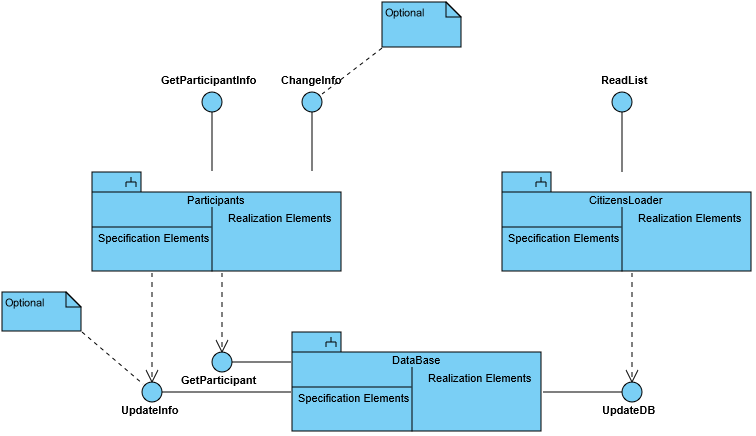 Optional
GetParticipantInfo
ChangeInfo
ReadList
Participants
Realization Elements
Specification Elements
CitizensLoader
Realization Elements
Specification Elements
Optional
GetParticipant
UpdateInfo
DataBase
Realization Elements
Specification Elements
UpdateDB